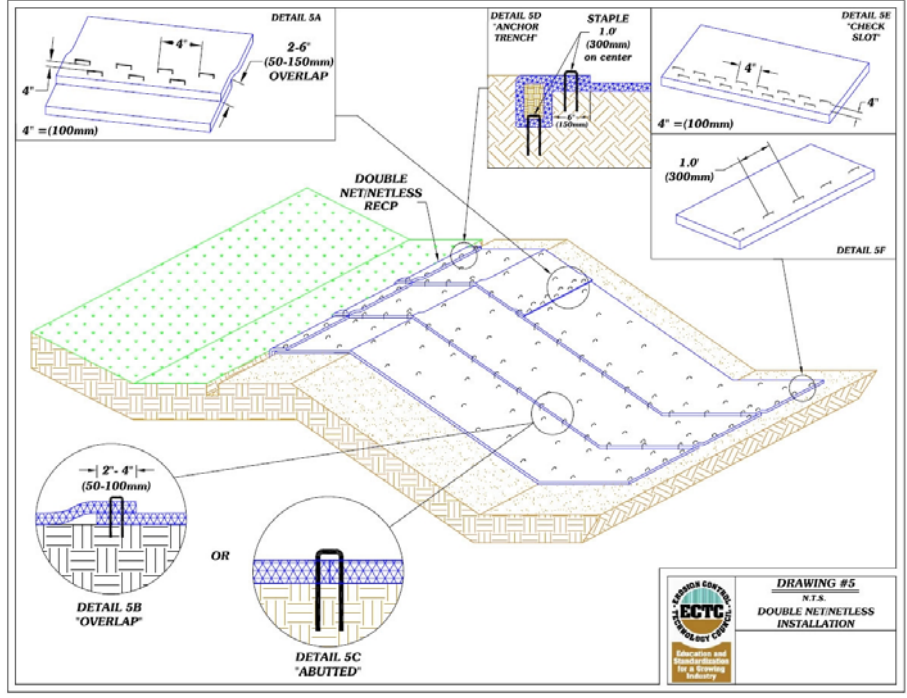 DETAIL 5A
4"
2-6"
(50-150mm)
OVERLAP
4"
4" =(100mm)
DETAIL 5D
"ANCHOR
TRENCH"
STAPLE
1.0'
(300mm)
on center
6"
(150mm)
DETAIL 5E
"CHECK
SLOT"
4"
4"
4" =(100mm)
1.0'
(300mm)
DETAIL 5F
DOUBLE
NET/NETLESS
RECP
2"- 4"
(50-100mm)
DETAIL 5B
"OVERLAP"
OR
DETAIL 5C
"ABUTTED"
EROSION CONTROL
ECTC
TECHNOLOGY COUNCIL
Education and
Standardization
for a Growing
Industry
DRAWING #5
N.T.S.
DOUBLE NET/NETLESS
INSTALLATION